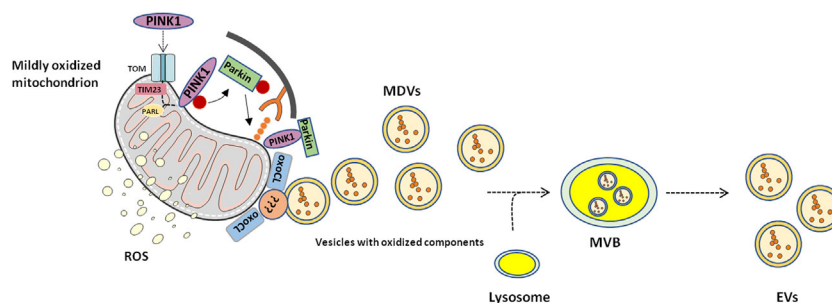 PINK1
Mildly oxidized
mitochondrion
TOM
TIM23
PARL
PINK1
Parkin
PINK1
Parkin
oxoCL
???
oxoCL
ROS
MDVs
Vesicles with oxidized components
Lysosome
MVB
EVs